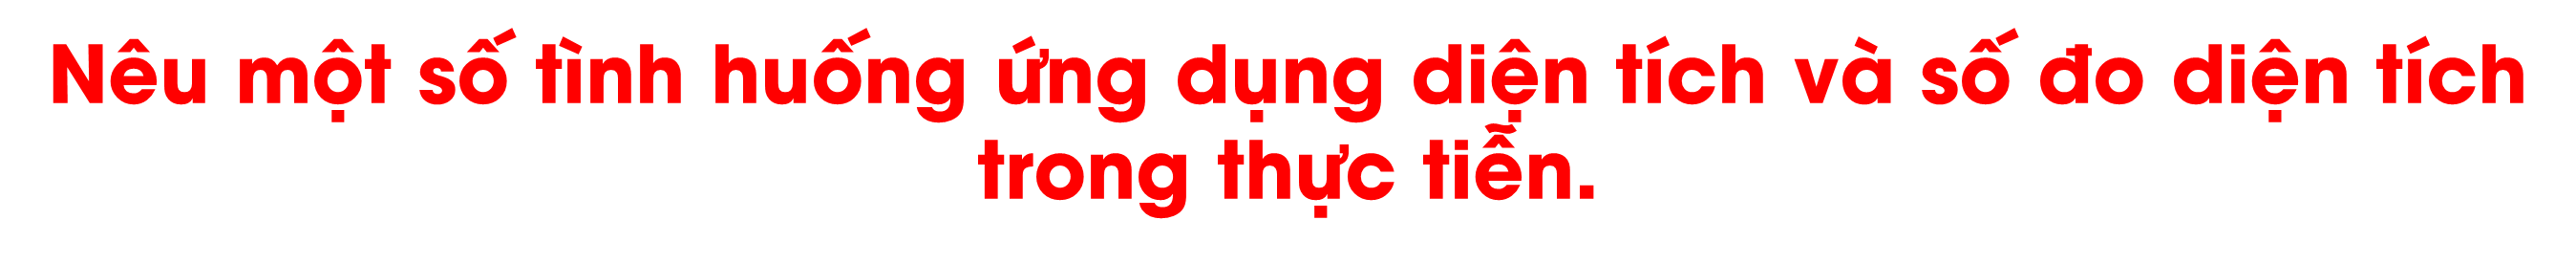 Nêu một số tình huống ứng dụng diện tích và số đo diện tích
trong thực tiễn.